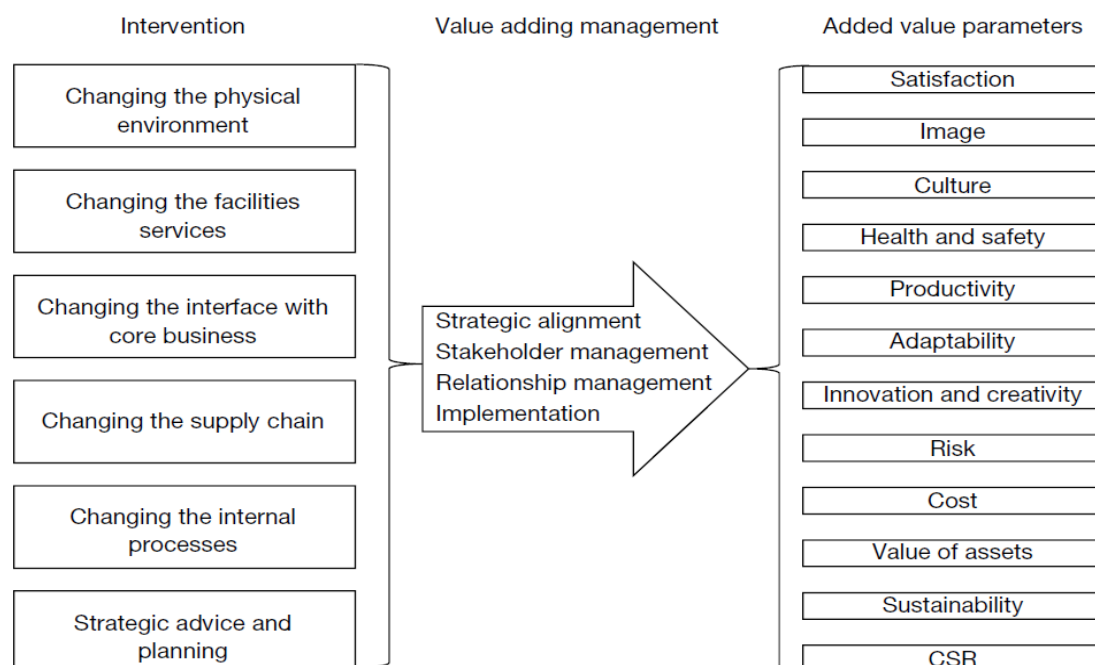 Intervention
Value adding management
Added value parameters
Changing the physical
environment
Changing the facilities
services
Changing the interface with
core business
Changing the supply chain
Changing the internal
processes
Strategic advice and
planning
Strategic alignment
Stakeholder management
Relationship management
Implementation
Satisfaction
Image
Culture
Health and safety
Productivity
Adaptability
Innovation and creativity
Risk
Cost
Value of assets
Sustainability
CSR